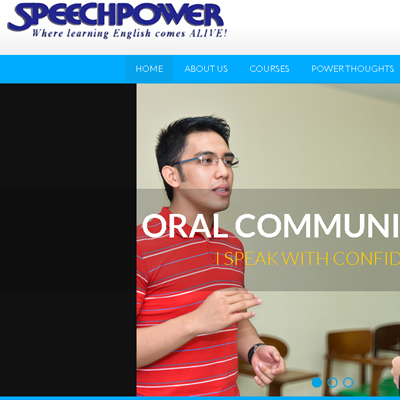 SPEECHPOWER
Where learning English comes ALIVE!
HOME ABOUT US COURSES POWER THOUGHTS
ORAL COMMUNI
I SPEAK WITH CONFID